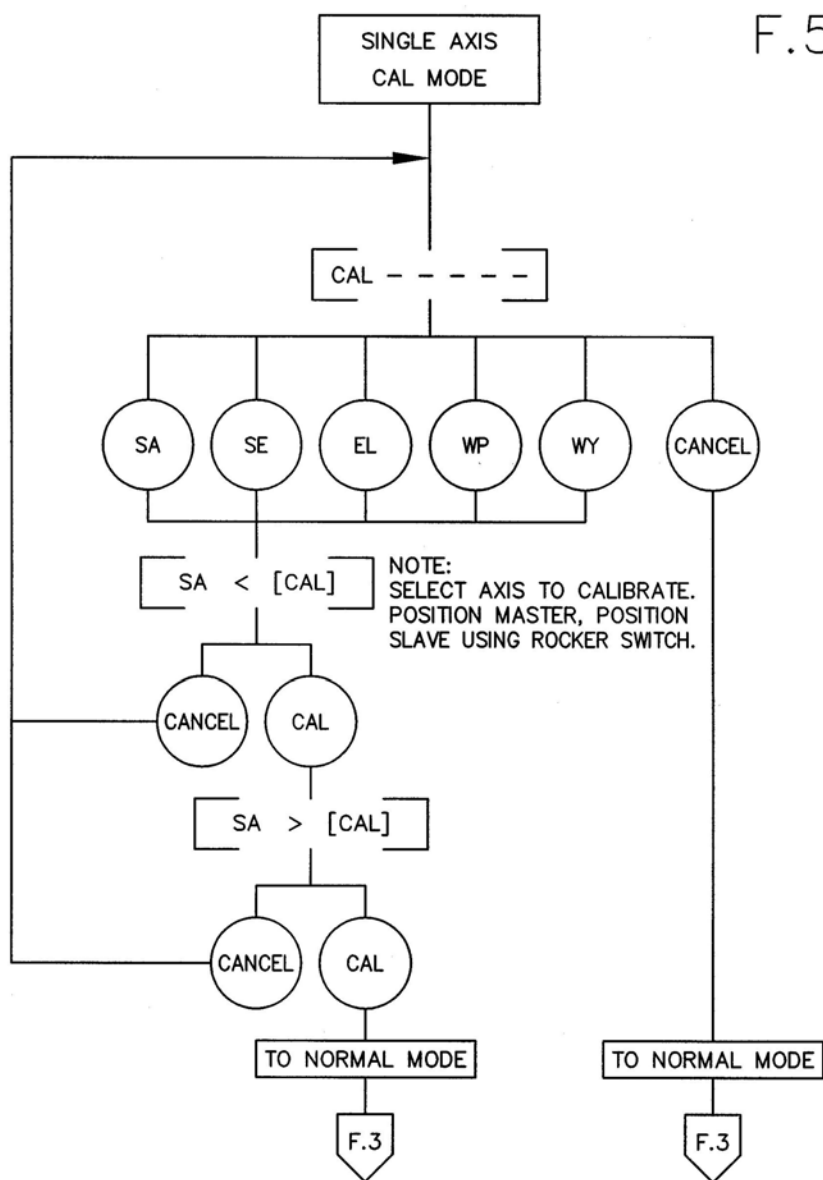 F.5
SINGLE AXIS
CAL MODE
CAL - - - - -
SA SE EL WP WY CANCEL
SA < [CAL]
NOTE:
SELECT AXIS TO CALIBRATE.
POSITION MASTER, POSITION
SLAVE USING ROCKER SWITCH.
CANCEL CAL
SA > [CAL]
CANCEL CAL
TO NORMAL MODE TO NORMAL MODE
F.3 F.3